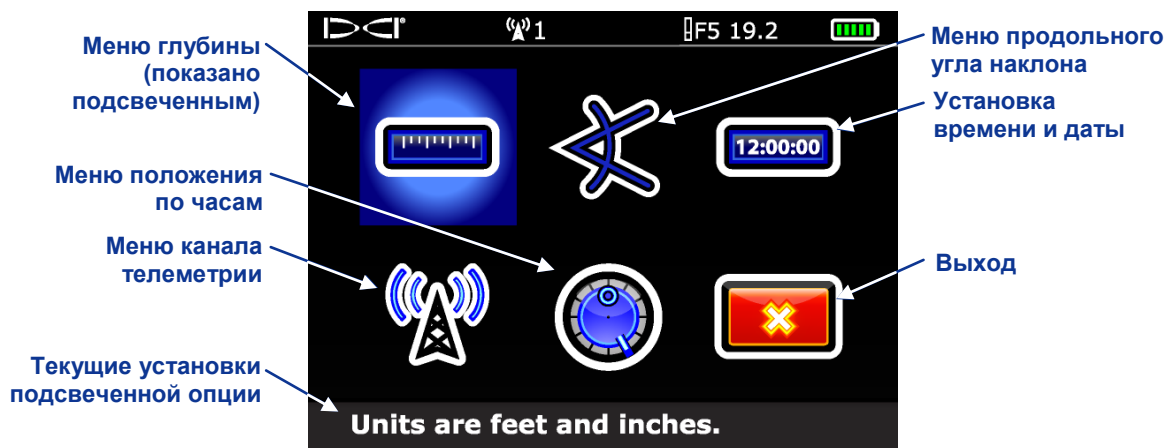 DCI®
1
F5 19.2
Меню глубины
(показано
подсвеченным)
Меню продольного
угла наклона
Установка
времени и даты
12:00:00
Меню положения
по часам
Меню канала
телеметрии
Выход
Текущие установки
подсвеченной опции
Units are feet and inches.